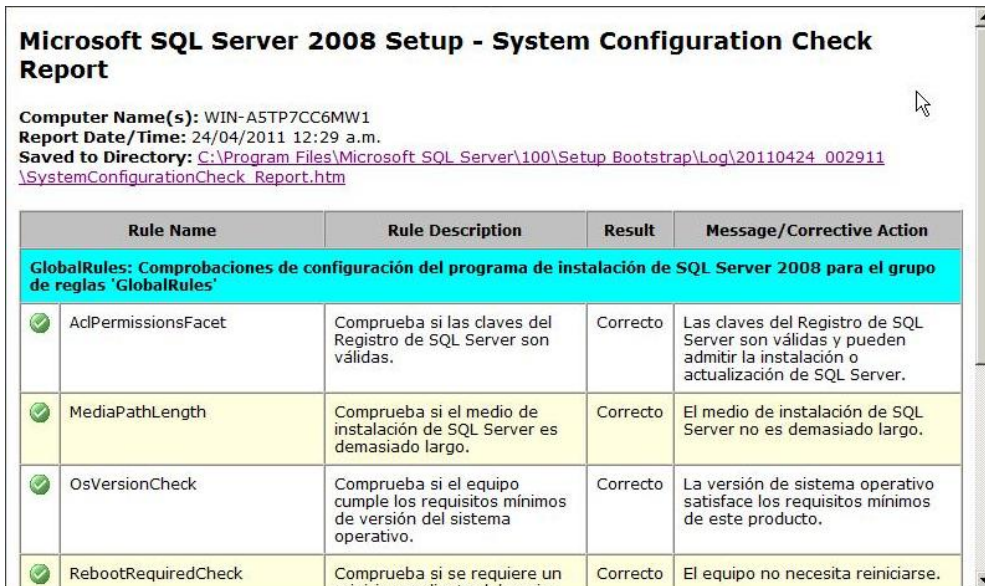 Microsoft SQL Server 2008 Setup - System Configuration Check
Report
Computer Name(s): WIN-A5TP7CC6MW1
Report Date/Time: 24/04/2011 12:29 a.m.
Saved to Directory: C:\Program Files\Microsoft SQL Server\100\Setup Bootstrap\Log\20110424_002911
\SystemConfigurationCheck_Report.htm
Rule Name Rule Description Result Message/Corrective Action
GlobalRules: Comprobaciones de configuración del programa de instalación de SQL Server 2008 para el grupo
de reglas 'GlobalRules'
AclPermissionsFacet Comprueba si las claves del Correcto Las claves del Registro de SQL
Registro de SQL Server son Server son válidas y pueden
válidas. admitir la instalación o
actualización de SQL Server.
MediaPathLength Comprueba si el medio de Correcto El medio de instalación de SQL
instalación de SQL Server es Server no es demasiado largo.
demasiado largo.
OsVersionCheck Comprueba si el equipo Correcto La versión de sistema operativo
cumple los requisitos mínimos satisface los requisitos mínimos
de versión del sistema de este producto.
operativo.
RebootRequiredCheck Comprueba si se requiere un Correcto El equipo no necesita reiniciarse.